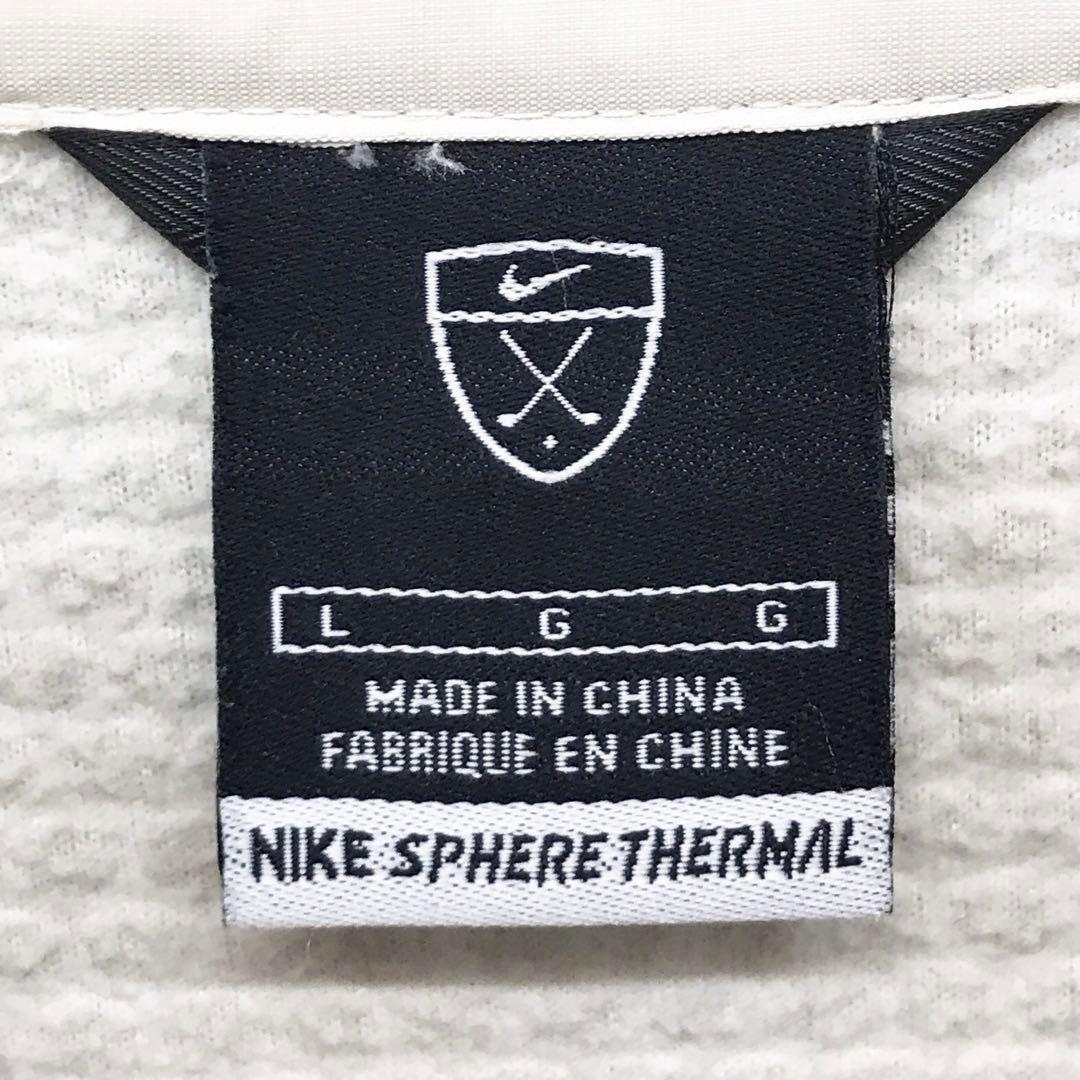 L G G
MADE IN CHINA
FABRIQUE EN CHINE
NIKE SPHERE THERMAL